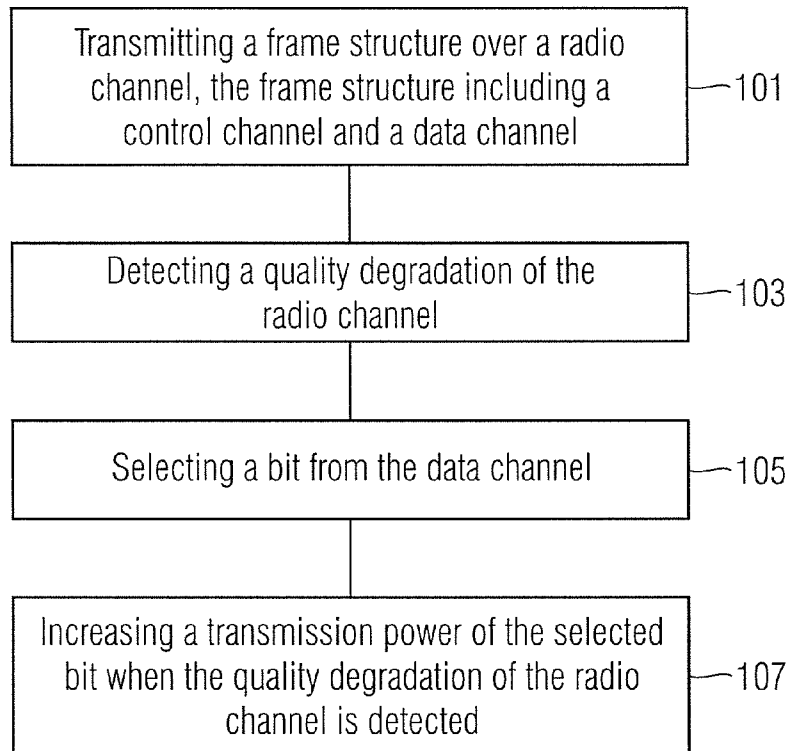 Transmitting a frame structure over a radio
channel, the frame structure including a
control channel and a data channel
101
Detecting a quality degradation of the
radio channel
103
Selecting a bit from the data channel
105
Increasing a transmission power of the selected
bit when the quality degradation of the radio
channel is detected
107